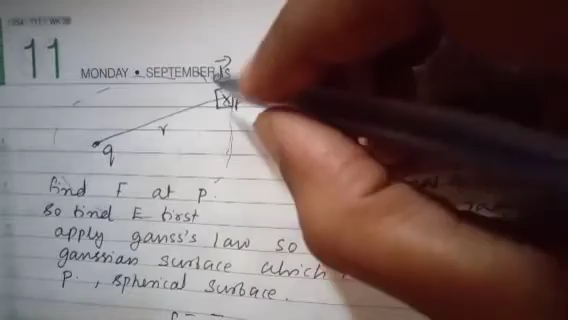 11
MONDAY • SEPTEMBER
r
q
find F at P.
so find E first
apply gauss's law so
gaussian surface which
P. , spherical surface.